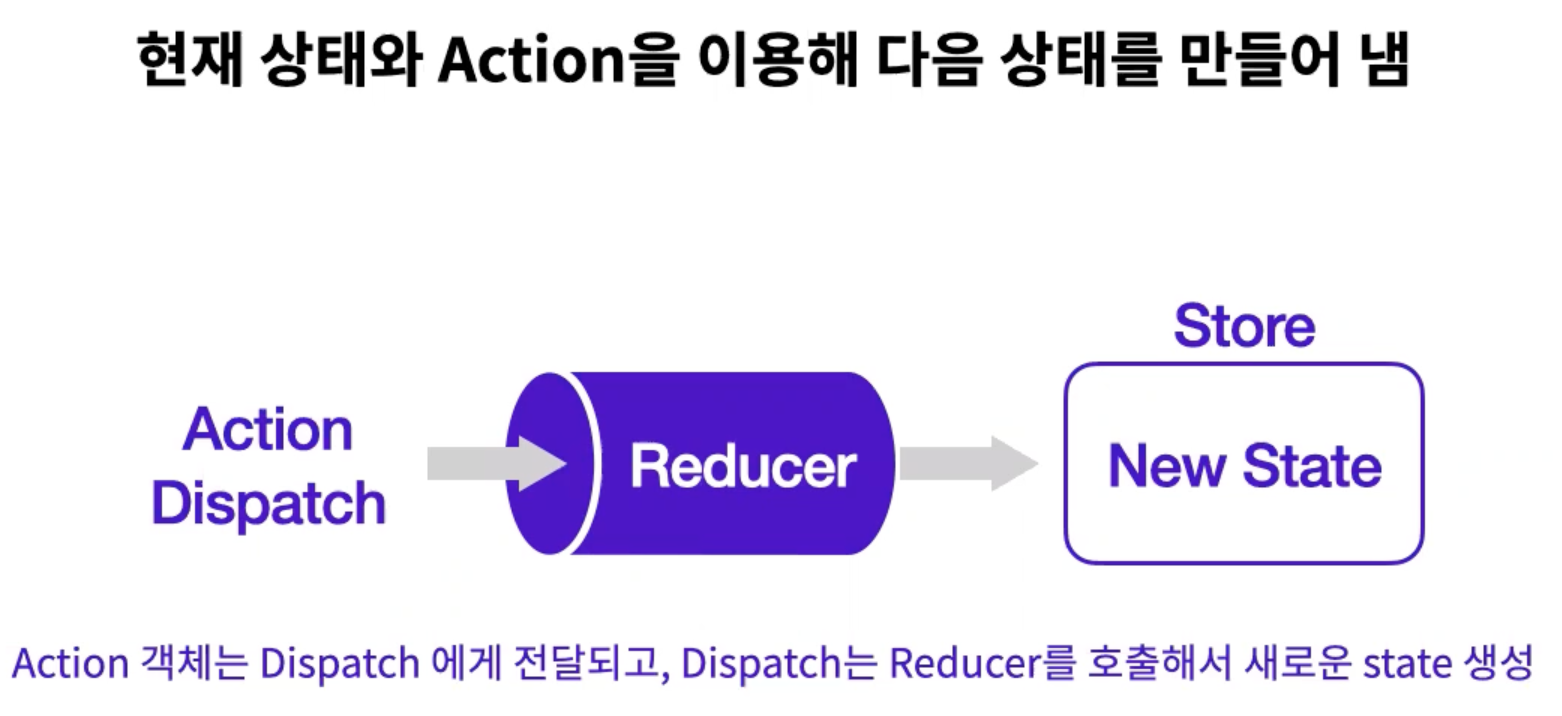 현재 상태와 Action을 이용해 다음 상태를 만들어 냄
Store
Action
Dispatch
Reducer
New State
Action 객체는 Dispatch 에게 전달되고, Dispatch는 Reducer를 호출해서 새로운 state 생성